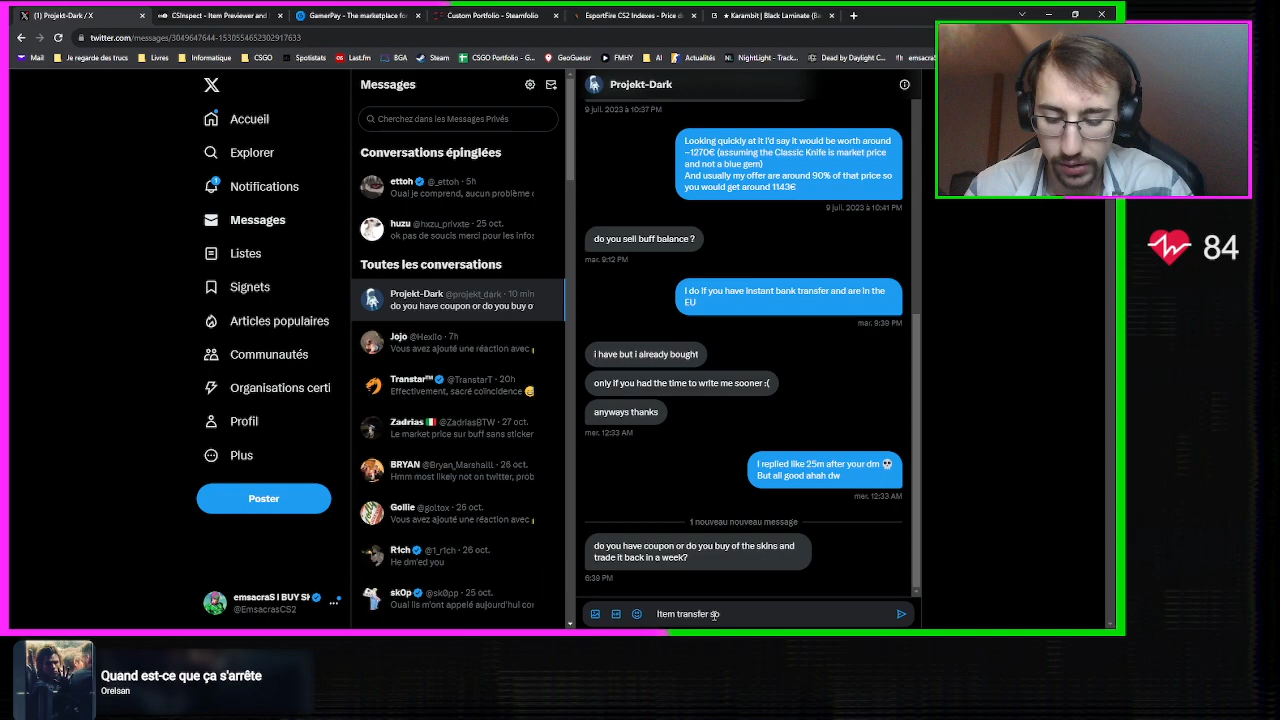 (1) Projekt-Dark / X
CSInspect - Item Previewer and
GamerPay - The marketplace for
Custom Portfolio - Steamfolio
EsportFire CS2 Indexes - Price d
★ Karambit | Black Laminate (Ba
twitter.com/messages/3049647644-1530554652302917633
Mail
Je regarde des trucs
Livres
Informatique
CSGO
Spotistats
Last.fm
BBA
Steam
CSGO Portfolio - G...
GeoGuessr
FMHY
AI
Actualités
NightLight - Track...
Dead by Daylight C...
emsacraS
Accueil
Explorer
1
Notifications
Messages
Listes
Signets
Articles populaires
Communautés
Organisations certi
Profil
Plus
Poster
emsacraS I BUY S
@EmsacrasCS2
Messages
Cherchez dans les Messages Privés
Conversations épinglées
ettoh @_ettoh · 5h
Ouai je comprend, aucun problème
huzu @hxzu_privxte · 25 oct.
ok pas de soucis merci pour les infos
Toutes les conversations
Projekt-Dark @projekt_dark · 10 min
do you have coupon or do you buy o
Jojo @Hexilo · 7h
Vous avez ajouté une réaction avec
Transtar™ @TransterT · 20h
Effectivement, sacré coïncidence 😅
Zadrias 🇮🇹 @ZadriasBTW · 27 oct.
Le market price sur buff sans sticker
BRYAN @Bryan_Marshalll · 26 oct.
Hmm most likely not on twitter, prob
Gollie @goltox · 26 oct.
Vous avez ajouté une réaction avec
R1ch @1_r1ch · 26 oct.
He dm'ed you
sk0p @sk0pp · 25 oct.
Ouai ils m'ont appelé aujourd'hui cor
Projekt-Dark
9 juil. 2023 à 10:37 PM
Looking quickly at it I'd say it would be worth around
~1270€ (assuming the Classic Knife is market price
and not a blue gem)
And usually my offer are around 90% of that price so
you would get around 1143€
9 juil. 2023 à 10:41 PM
do you sell buff balance ?
mar. 9:12 PM
I do if you have instant bank transfer and are in the
EU
mar. 9:39 PM
i have but i already bought
only if you had the time to write me sooner :(
anyways thanks
mer. 12:33 AM
I replied like 25m after your dm 💀
But all good ahah dw
mer. 12:33 AM
1 nouveau nouveau message
do you have coupon or do you buy of the skins and
trade it back in a week?
6:39 PM
Item transfer
84
Quand est-ce que ça s'arrête
Orelsan